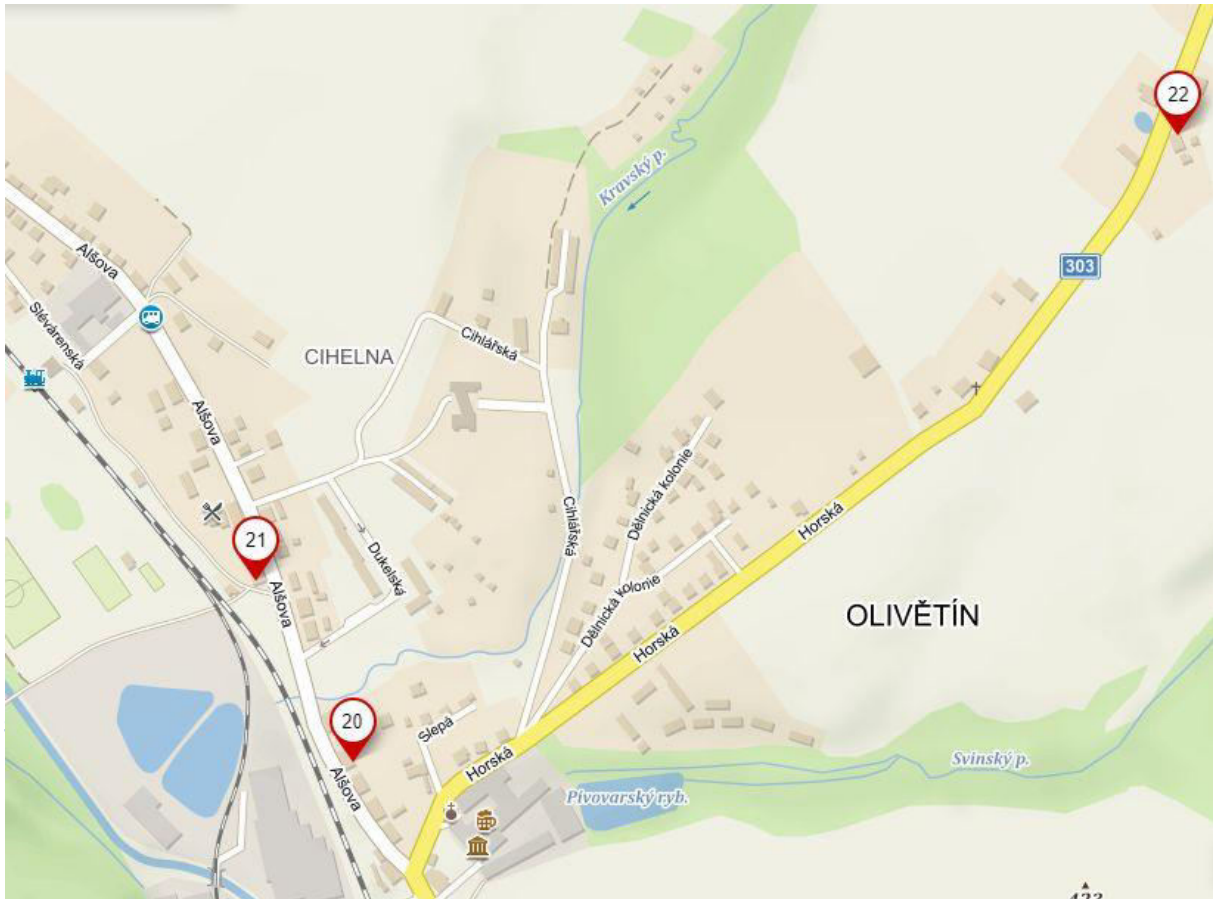 22
Kravský p.
303
Alšova
Slévárenská
Cihlářská
CIHELNA
Alšova
Dělnická kolonie
Cihlářská
Horská
21
Dukelská
Alšova
Dělnická kolonie
OLIVĚTÍN
Horská
20
Slepá
Horská
Svinský p.
Alšova
Pivovarský ryb.